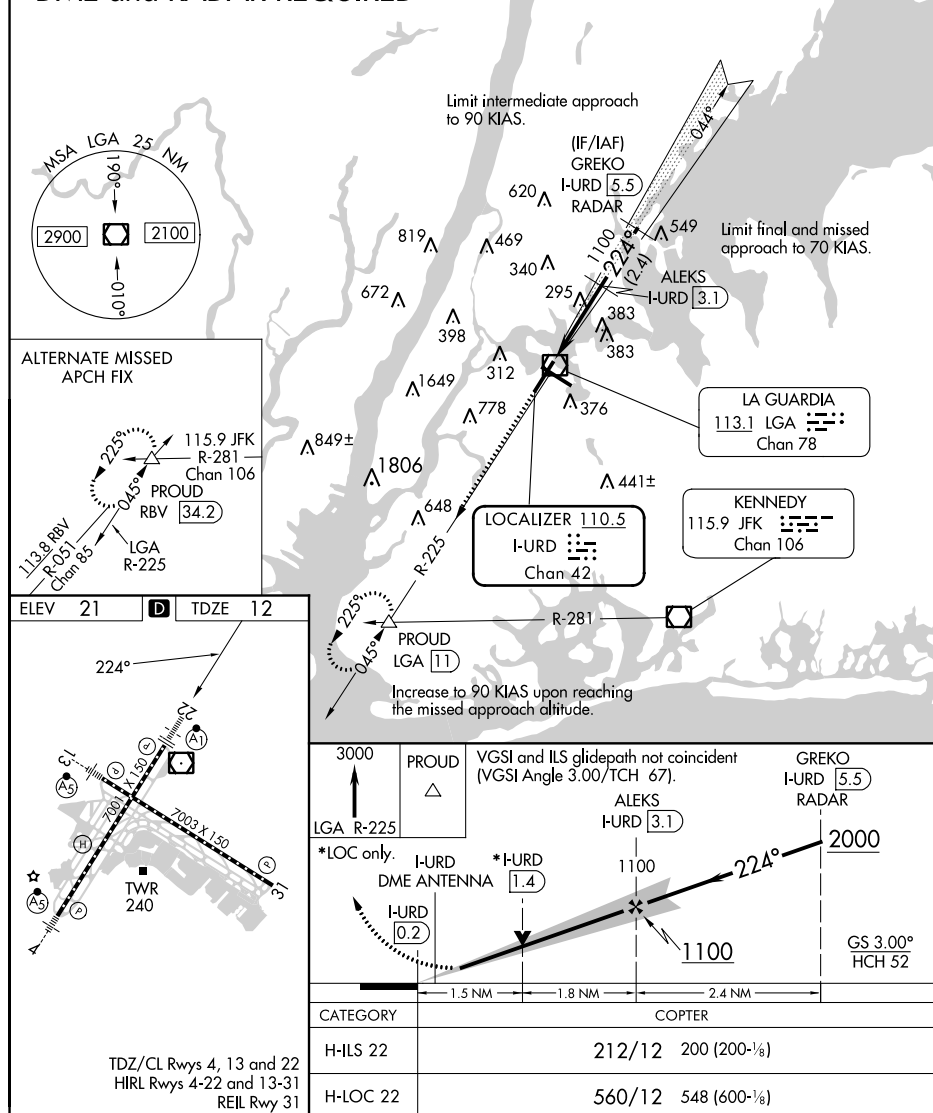 DME and RADAR REQUIRED
MSA LGA 25 NM
190°
2900
2100
010°
Limit intermediate approach
to 90 KIAS.
(IF/IAF)
GREKO
I-URD 5.5
RADAR
044°
Limit final and missed
approach to 70 KIAS.
1100
224°
(2.4)
ALEKS
I-URD 3.1
620
549
819
469
340
672
295
398
383
383
312
1649
778
376
849±
1806
648
441±
LA GUARDIA
113.1 LGA
Chan 78
LOCALIZER 110.5
I-URD
Chan 42
KENNEDY
115.9 JFK
Chan 106
R-225
R-281
225°
045°
PROUD
LGA 11
Increase to 90 KIAS upon reaching
the missed approach altitude.
ALTERNATE MISSED
APCH FIX
225°
045°
115.9 JFK
R-281
Chan 106
PROUD
RBV 34.2
113.8 RBV
R-051
Chan 85
LGA
R-225
ELEV 21
D
TDZE 12
224°
22
P
A1
13
P
A5
7001 X 150
7003 X 150
H
P
31
TWR
240
A5
P
4
TDZ/CL Rwys 4, 13 and 22
HIRL Rwys 4-22 and 13-31
REIL Rwy 31
3000
LGA R-225
PROUD
VGSI and ILS glidepath not coincident
(VGSI Angle 3.00/TCH 67).
GREKO
I-URD 5.5
RADAR
ALEKS
I-URD 3.1
*LOC only.
I-URD
DME ANTENNA
*I-URD
1.4
I-URD
0.2
1100
224°
2000
1100
GS 3.00°
HCH 52
1.5 NM
1.8 NM
2.4 NM
CATEGORY
COPTER
H-ILS 22
212/12 200 (200-⅛)
H-LOC 22
560/12 548 (600-⅛)